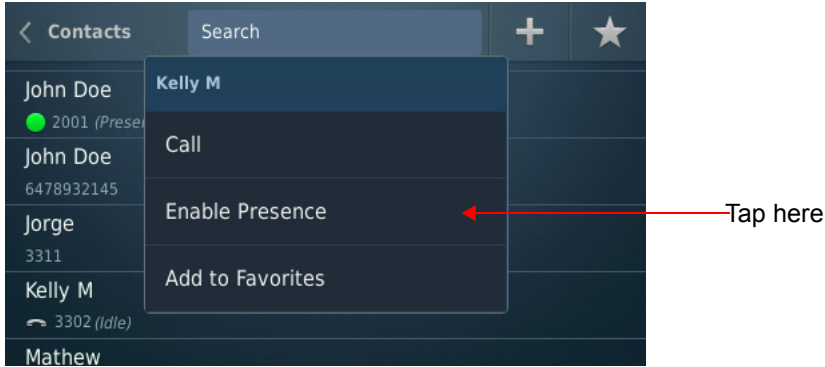 Contacts
Search
Kelly M
John Doe
2001 (Presen
Call
John Doe
6478932145
Enable Presence
Tap here
Jorge
3311
Add to Favorites
Kelly M
3302 (Idle)
Mathew